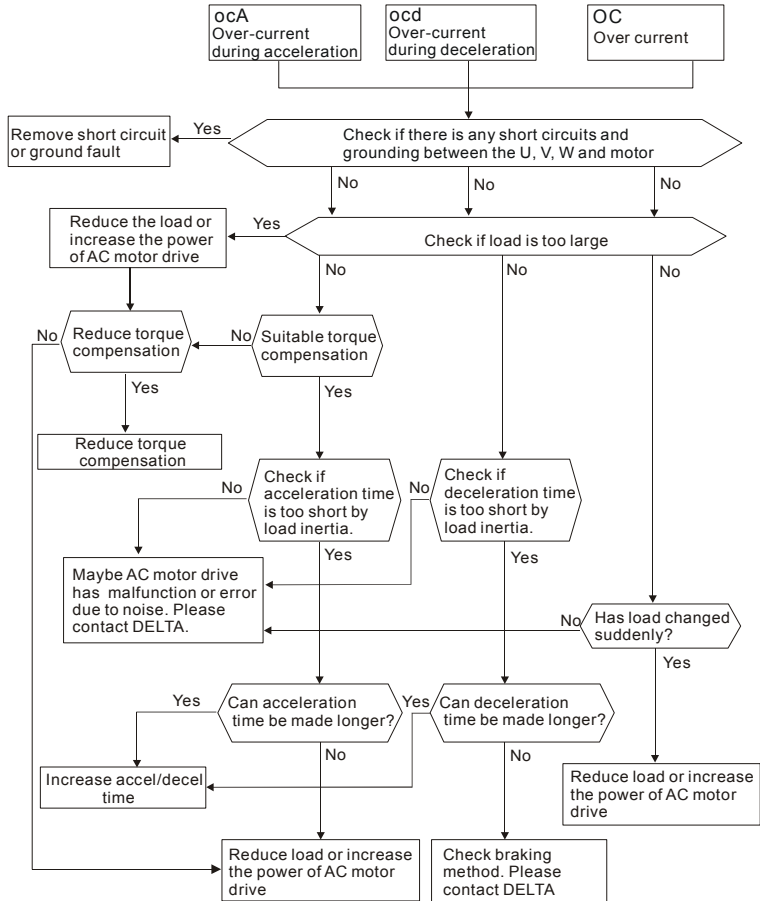 ocA
Over-current
during acceleration
ocd
Over-current
during deceleration
OC
Over current
Yes
Remove short circuit
or ground fault
Check if there is any short circuits and
grounding between the U, V, W and motor
No
No
No
Reduce the load or
increase the power
of AC motor drive
Yes
Check if load is too large
No
No
No
No
Reduce torque
compensation
No
Suitable torque
compensation
Yes
Yes
Reduce torque
compensation
No
Check if
acceleration time
is too short by
load inertia.
No
Check if
deceleration time
is too short by
load inertia.
Yes
Yes
Maybe AC motor drive
has malfunction or error
due to noise. Please
contact DELTA.
No
Has load changed
suddenly?
Yes
Yes
Can acceleration
time be made longer?
Yes
Can deceleration
time be made longer?
No
No
Increase accel/decel
time
Reduce load or increase
the power of AC motor
drive
Reduce load or increase
the power of AC motor
drive
Check braking
method. Please
contact DELTA